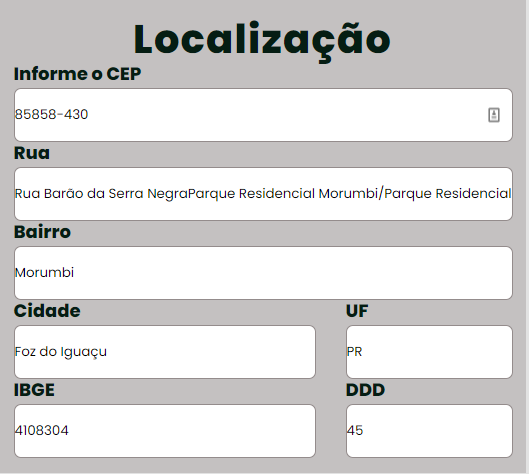 Localização
Informe o CEP
85858-430
Rua
Rua Barão da Serra NegraParque Residencial Morumbi/Parque Residencial
Bairro
Morumbi
Cidade UF
Foz do Iguaçu PR
IBGE DDD
4108304 45